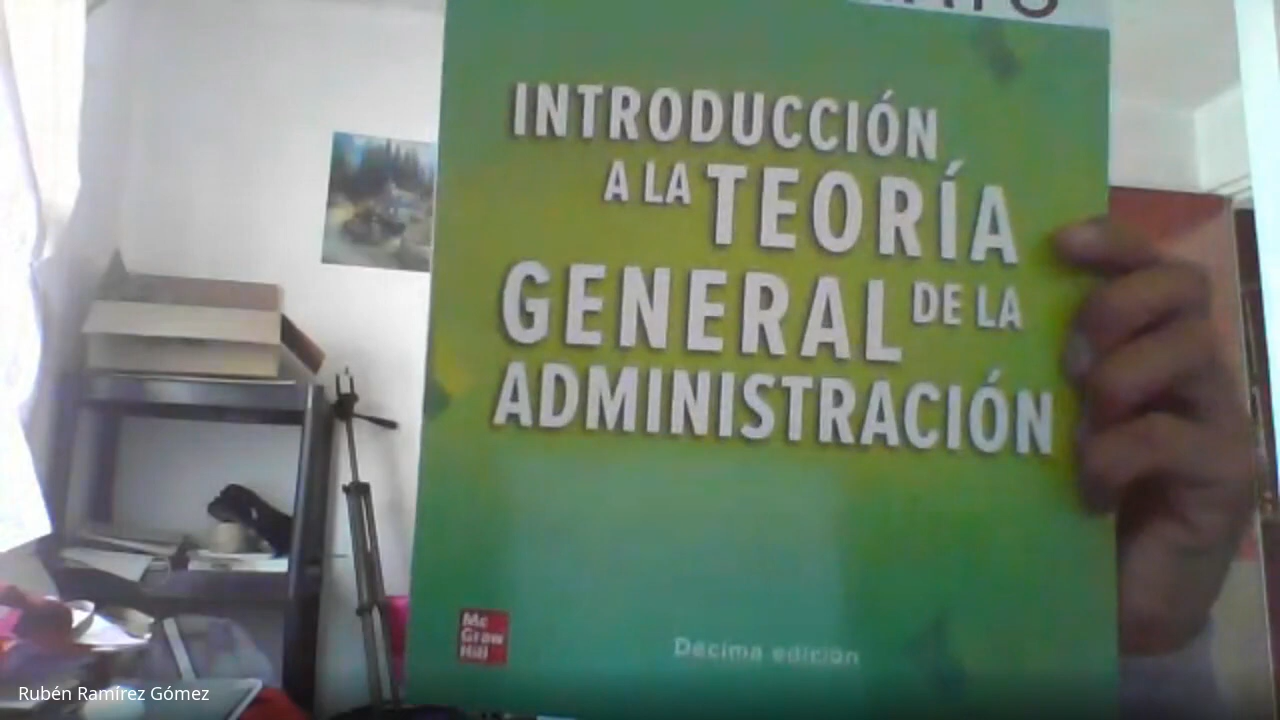 INTRODUCCIÓN
A LA TEORÍA
GENERAL DE LA
ADMINISTRACIÓN
Mc
Graw
Hill
Décima edición
Rubén Ramírez Gómez